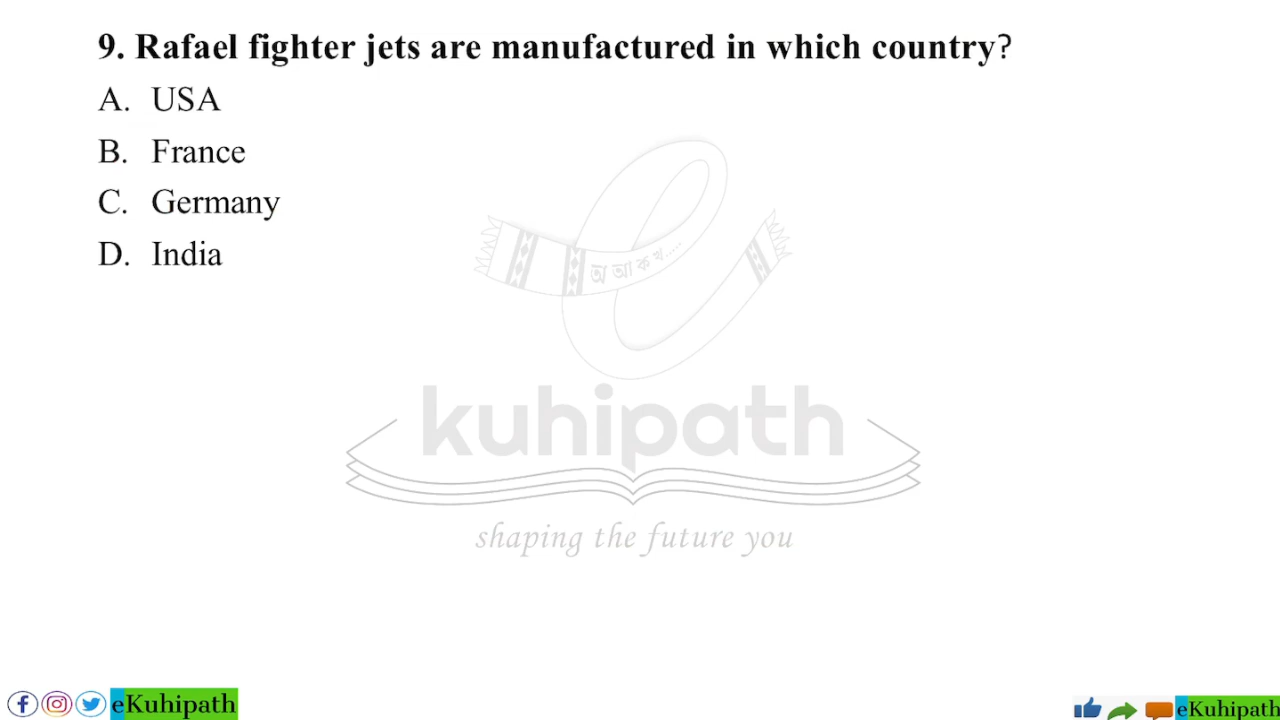 9. Rafael fighter jets are manufactured in which country?
A. USA
B. France
C. Germany
D. India
অ আ ক খ.....
kuhipath
shaping the future you
eKuhipath
eKuhipath